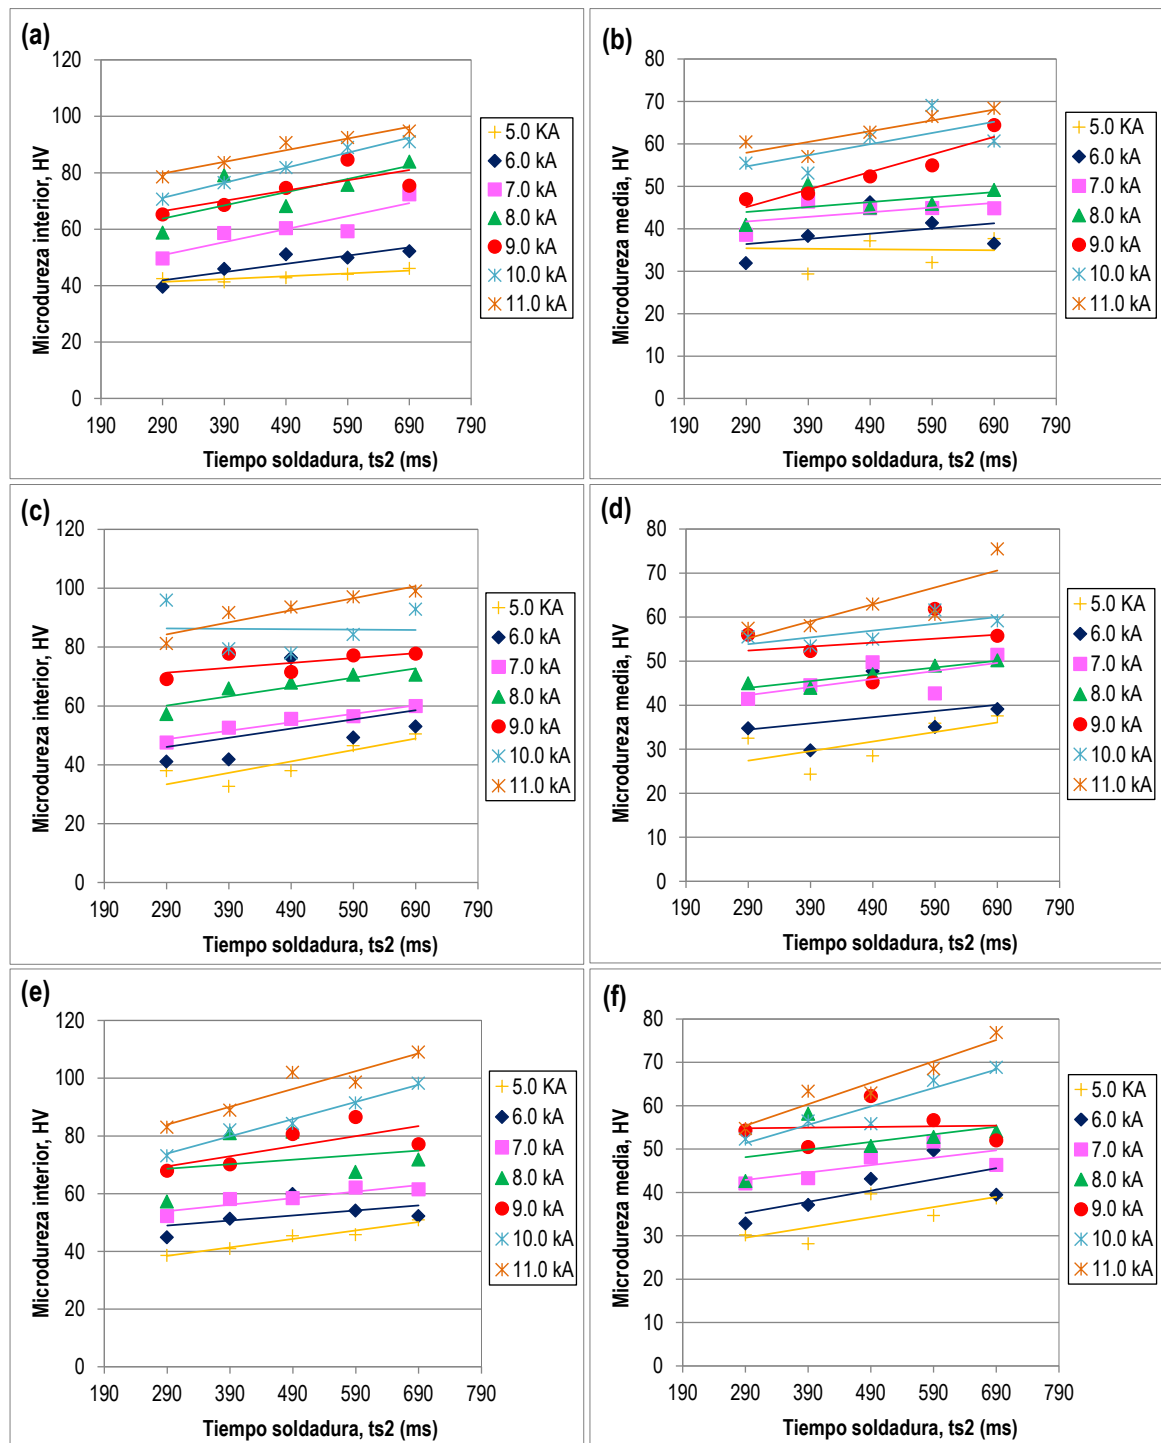 (a)
120
100
80
60
40
20
0
190 290 390 490 590 690 790
Microdureza interior, HV
Tiempo soldadura, ts2 (ms)
5.0 KA
6.0 kA
7.0 kA
8.0 kA
9.0 kA
10.0 kA
11.0 kA
(b)
80
70
60
50
40
30
20
10
0
190 290 390 490 590 690 790
Microdureza media, HV
Tiempo soldadura, ts2 (ms)
5.0 KA
6.0 kA
7.0 kA
8.0 kA
9.0 kA
10.0 kA
11.0 kA
(c)
120
100
80
60
40
20
0
190 290 390 490 590 690 790
Microdureza interior, HV
Tiempo soldadura, ts2 (ms)
5.0 KA
6.0 kA
7.0 kA
8.0 kA
9.0 kA
10.0 kA
11.0 kA
(d)
80
70
60
50
40
30
20
10
0
190 290 390 490 590 690 790
Microdureza media, HV
Tiempo soldadura, ts2 (ms)
5.0 KA
6.0 kA
7.0 kA
8.0 kA
9.0 kA
10.0 kA
11.0 kA
(e)
120
100
80
60
40
20
0
190 290 390 490 590 690 790
Microdureza interior, HV
Tiempo soldadura, ts2 (ms)
5.0 KA
6.0 kA
7.0 kA
8.0 kA
9.0 kA
10.0 kA
11.0 kA
(f)
80
70
60
50
40
30
20
10
0
190 290 390 490 590 690 790
Microdureza media, HV
Tiempo soldadura, ts2 (ms)
5.0 KA
6.0 kA
7.0 kA
8.0 kA
9.0 kA
10.0 kA
11.0 kA